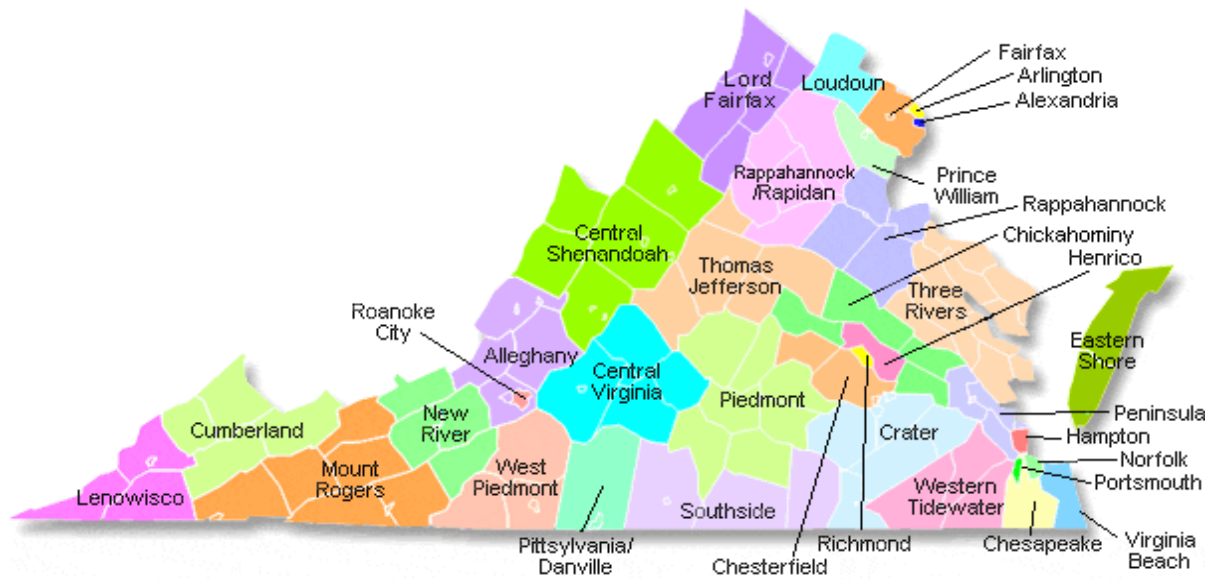 Fairfax
Arlington
Alexandria
Lord
Fairfax
Loudoun
Rappahannock
/Rapidan
Prince
William
Rappahannock
Chickahominy
Henrico
Central
Shenandoah
Thomas
Jefferson
Three
Rivers
Roanoke
City
Alleghany
Eastern
Shore
Central
Virginia
Piedmont
Peninsula
Cumberland
New
River
Crater
Hampton
Norfolk
Portsmouth
Lenowisco
Mount
Rogers
West
Piedmont
Southside
Western
Tidewater
Pittsylvania/
Danville
Chesterfield
Richmond
Chesapeake
Virginia
Beach